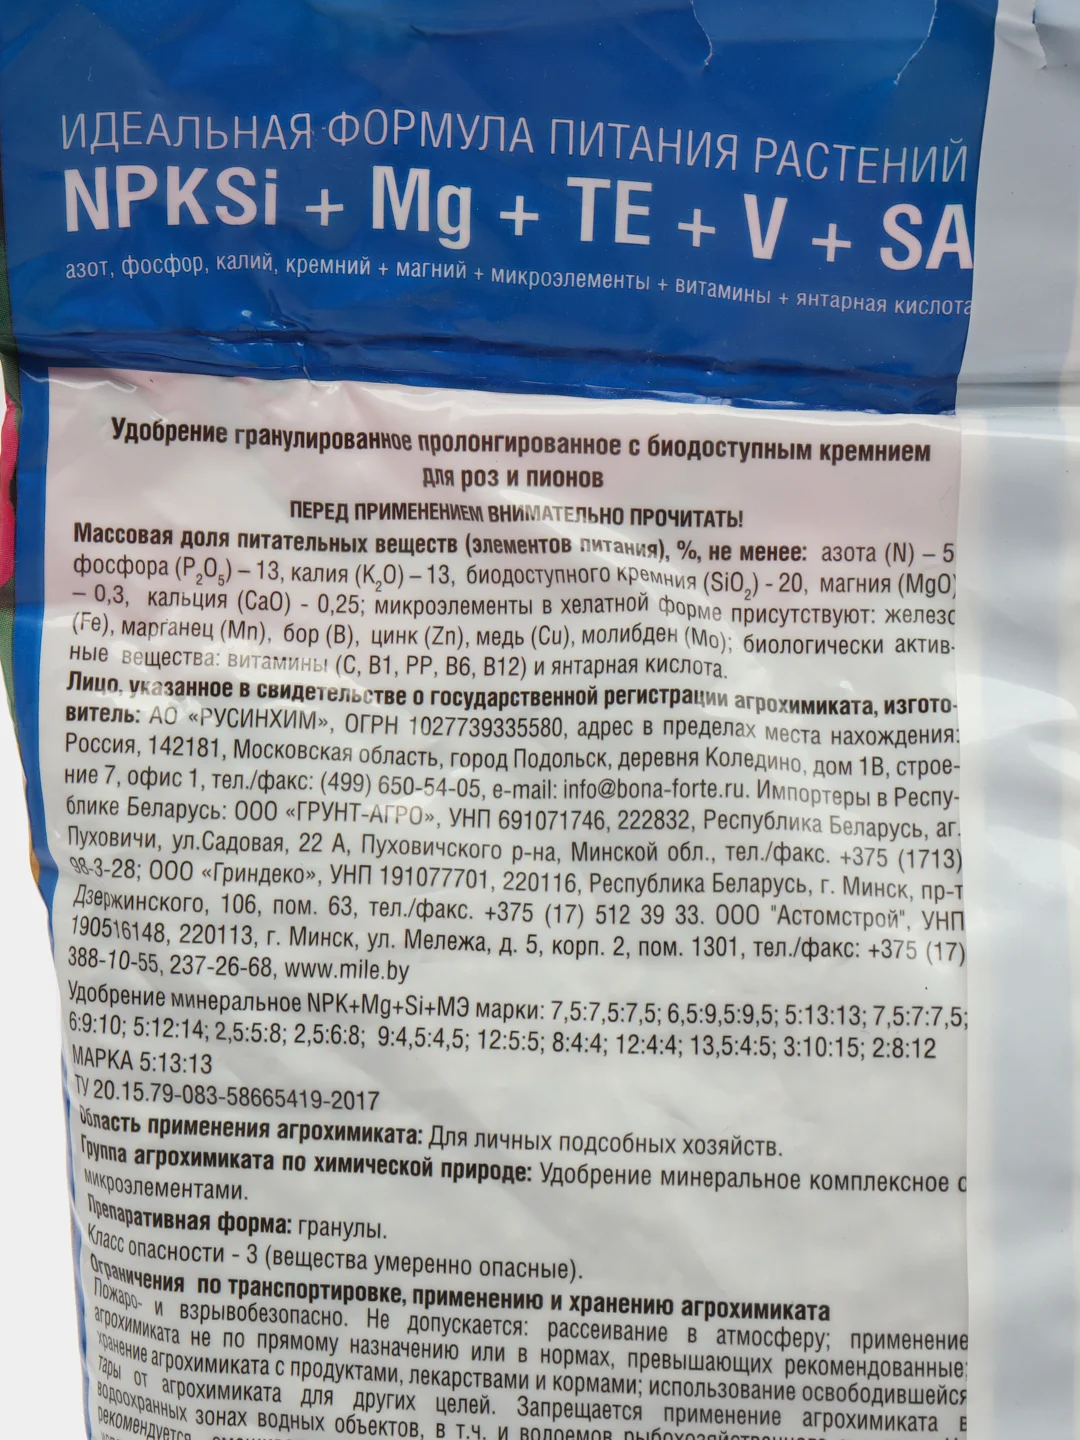 ИДЕАЛЬНАЯ ФОРМУЛА ПИТАНИЯ РАСТЕНИЙ
NPKSi + Mg + TE + V + SA
азот, фосфор, калий, кремний + магний + микроэлементы + витамины + янтарная кислота
Удобрение гранулированное пролонгированное с биодоступным кремнием
для роз и пионов
ПЕРЕД ПРИМЕНЕНИЕМ ВНИМАТЕЛЬНО ПРОЧИТАТЬ!
Массовая доля питательных веществ (элементов питания), %, не менее: азота (N) – 5
фосфора (P₂O₅) – 13, калия (K₂O) – 13, биодоступного кремния (SiO₂) - 20, магния (MgO)
– 0,3, кальция (CaO) - 0,25; микроэлементы в хелатной форме присутствуют: железо
(Fe), марганец (Mn), бор (B), цинк (Zn), медь (Cu), молибден (Mo); биологически актив-
ные вещества: витамины (C, B1, PP, B6, B12) и янтарная кислота.
Лицо, указанное в свидетельстве о государственной регистрации агрохимиката, изгото-
витель: АО «РУСИНХИМ», ОГРН 1027739335580, адрес в пределах места нахождения:
Россия, 142181, Московская область, город Подольск, деревня Коледино, дом 1В, строе-
ние 7, офис 1, тел./факс: (499) 650-54-05, e-mail: info@bona-forte.ru. Импортеры в Респу-
блике Беларусь: ООО «ГРУНТ-АГРО», УНП 691071746, 222832, Республика Беларусь, аг.
Пуховичи, ул.Садовая, 22 А, Пуховичского р-на, Минской обл., тел./факс. +375 (1713)
98-3-28; ООО «Гриндеко», УНП 191077701, 220116, Республика Беларусь, г. Минск, пр-т
Дзержинского, 106, пом. 63, тел./факс. +375 (17) 512 39 33. ООО "Астомстрой", УНП
190516148, 220113, г. Минск, ул. Мележа, д. 5, корп. 2, пом. 1301, тел./факс: +375 (17)
388-10-55, 237-26-68, www.mile.by
Удобрение минеральное NPK+Mg+Si+МЭ марки: 7,5:7,5:7,5; 6,5:9,5:9,5; 5:13:13; 7,5:7:7,5;
6:9:10; 5:12:14; 2,5:5:8; 2,5:6:8; 9:4,5:4,5; 12:5:5; 8:4:4; 12:4:4; 13,5:4:5; 3:10:15; 2:8:12
МАРКА 5:13:13
ТУ 20.15.79-083-58665419-2017
Область применения агрохимиката: Для личных подсобных хозяйств.
Группа агрохимиката по химической природе: Удобрение минеральное комплексное с
микроэлементами.
Препаративная форма: гранулы.
Класс опасности - 3 (вещества умеренно опасные).
Ограничения по транспортировке, применению и хранению агрохимиката
Пожаро- и взрывобезопасно. Не допускается: рассеивание в атмосферу; применение
агрохимиката не по прямому назначению или в нормах, превышающих рекомендованные;
хранение агрохимиката с продуктами, лекарствами и кормами; использование освободившейся
тары от агрохимиката для других целей. Запрещается применение агрохимиката в
водоохранных зонах водных объектов, в т.ч. и водоемов
рекомендуется